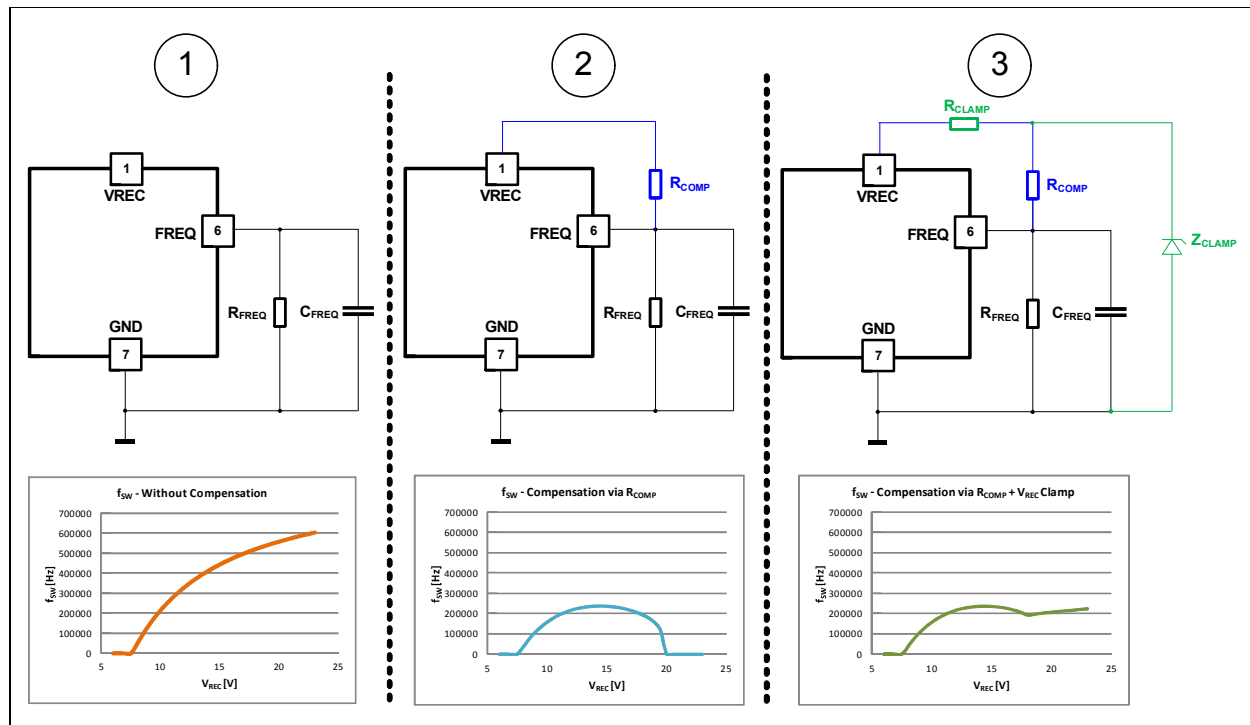 1
2
3
1
VREC
FREQ
6
RFREQ
CFREQ
GND
7
1
VREC
RCOMP
FREQ
6
RFREQ
CFREQ
GND
7
RCLAMP
1
VREC
RCOMP
FREQ
6
ZCLAMP
RFREQ
CFREQ
GND
7
fSW - Without Compensation
fSW [Hz]
700000
600000
500000
400000
300000
200000
100000
0
5
10
15
20
25
VREC [V]
fSW - Compensation via RCOMP
fSW [Hz]
700000
600000
500000
400000
300000
200000
100000
0
5
10
15
20
25
VREC [V]
fSW - Compensation via RCOMP + VREC Clamp
fSW [Hz]
700000
600000
500000
400000
300000
200000
100000
0
5
10
15
20
25
VREC [V]